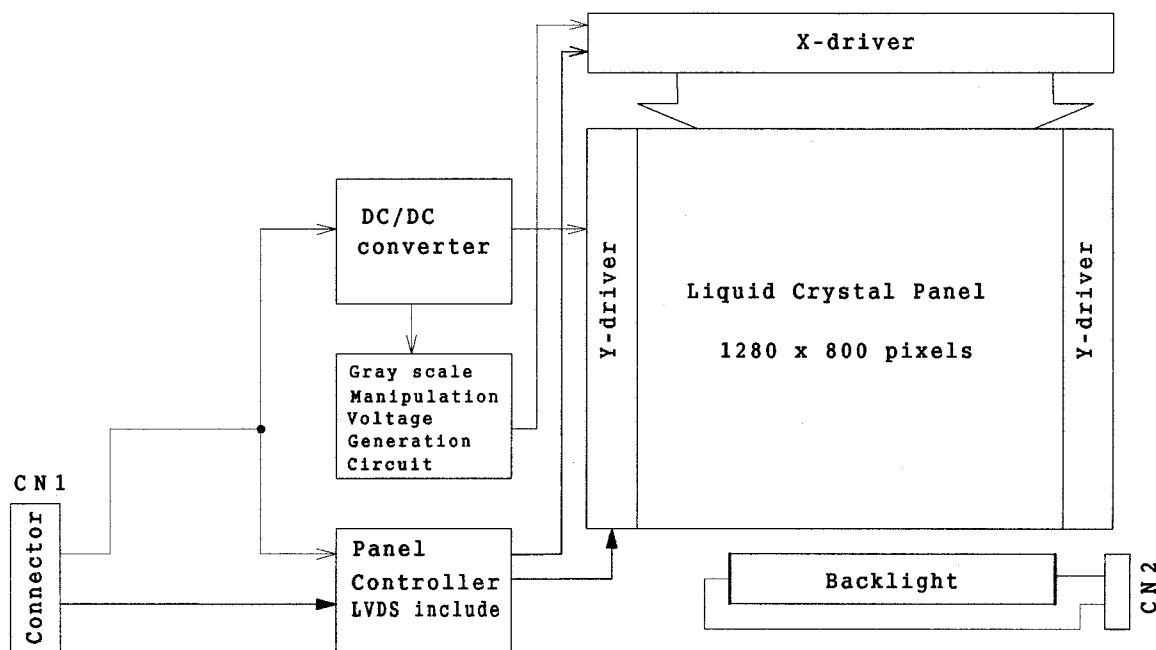 X-driver
DC/DC
converter
Y-driver
Liquid Crystal Panel
1280 x 800 pixels
Y-driver
Gray scale
Manipulation
Voltage
Generation
Circuit
CN1
Connector
Panel
Controller
LVDS include
Backlight
CN2